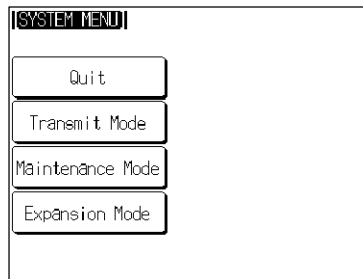 SYSTEM MENU
Quit
Transmit Mode
Maintenance Mode
Expansion Mode